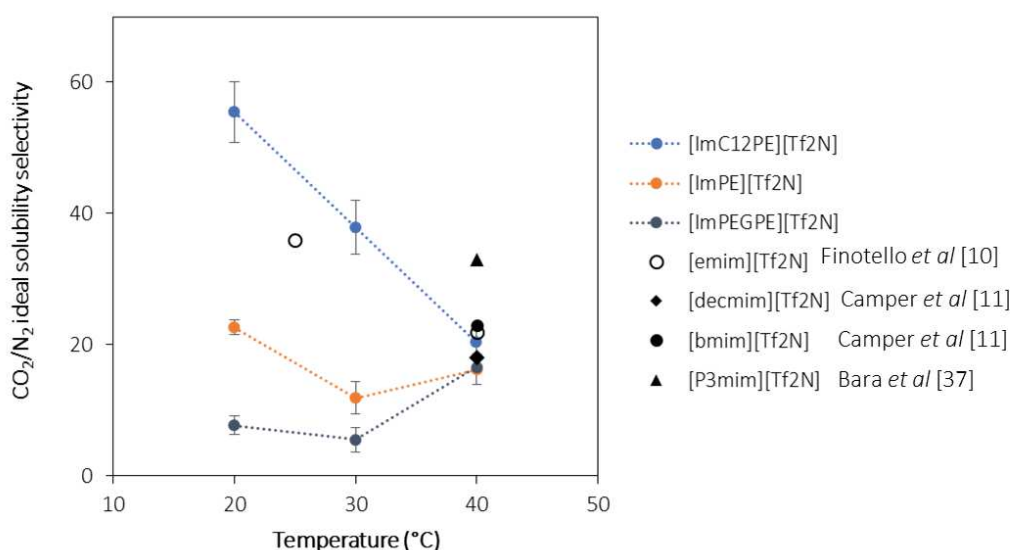 CO2/N2 ideal solubility selectivity
60
40
20
0
10
20
30
40
50
Temperature (°C)
[ImC12PE][Tf2N]
[ImPE][Tf2N]
[ImPEGPE][Tf2N]
[emim][Tf2N] Finotello et al [10]
[decmim][Tf2N] Camper et al [11]
[bmim][Tf2N] Camper et al [11]
[P3mim][Tf2N] Bara et al [37]